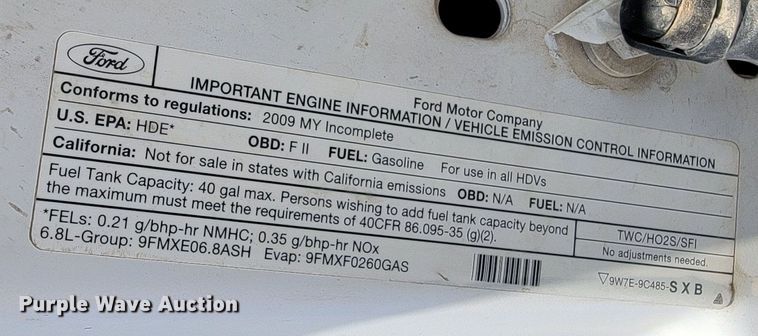 Ford
Ford Motor Company
IMPORTANT ENGINE INFORMATION / VEHICLE EMISSION CONTROL INFORMATION
Conforms to regulations: 2009 MY Incomplete
U.S. EPA: HDE* OBD: F II FUEL: Gasoline For use in all HDVs
California: Not for sale in states with California emissions OBD: N/A FUEL: N/A
Fuel Tank Capacity: 40 gal max. Persons wishing to add fuel tank capacity beyond
the maximum must meet the requirements of 40CFR 86.095-35 (g)(2).
TWC/HO2S/SFI
No adjustments needed.
*FELs: 0.21 g/bhp-hr NMHC; 0.35 g/bhp-hr NOx
6.8L-Group: 9FMXE06.8ASH Evap: 9FMXF0260GAS
9W7E-9C485-SXB
Purple Wave Auction